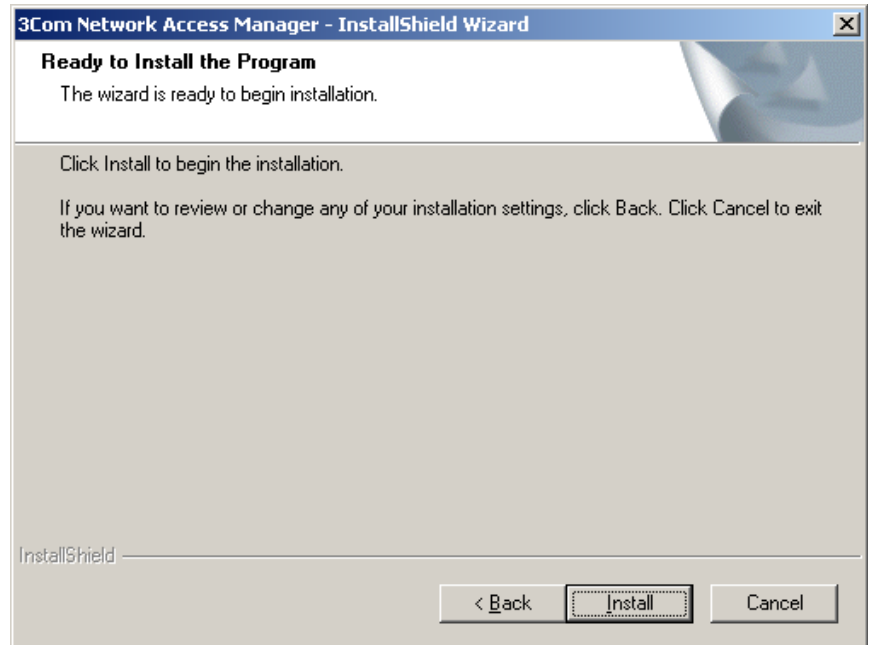 3Com Network Access Manager - InstallShield Wizard
Ready to Install the Program
The wizard is ready to begin installation.
Click Install to begin the installation.
If you want to review or change any of your installation settings, click Back. Click Cancel to exit
the wizard.
InstallShield
< Back Install Cancel